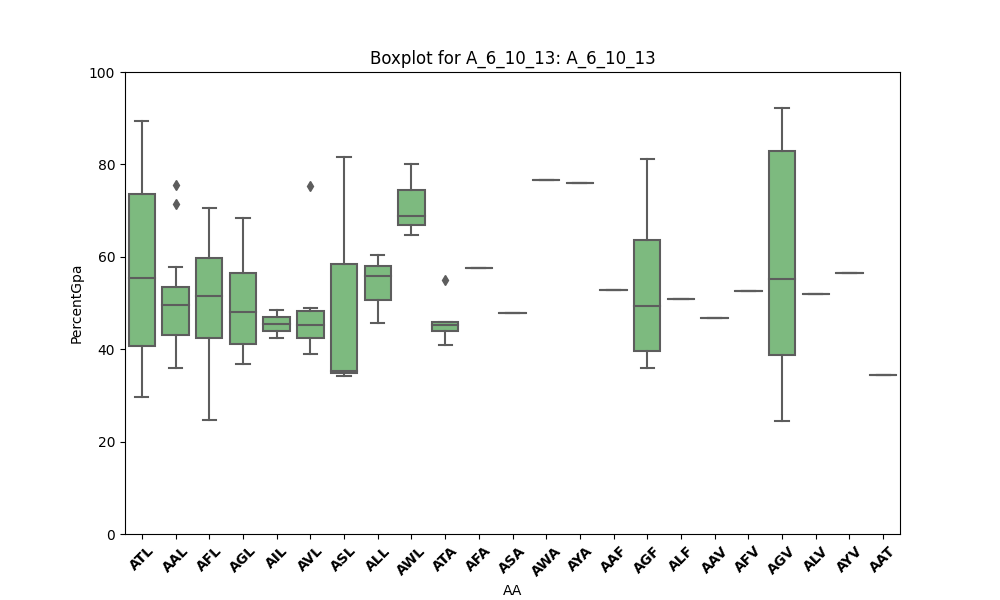 Boxplot for A_6_10_13: A_6_10_13
100
80
60
40
20
0
PercentGpa
ATL AAL AFL AGL AIL AVL ASL ALL AWL ATA AFA ASA AWA AYA AAF AGF ALF AAV AFV AGV ALV AYV AAT
AA